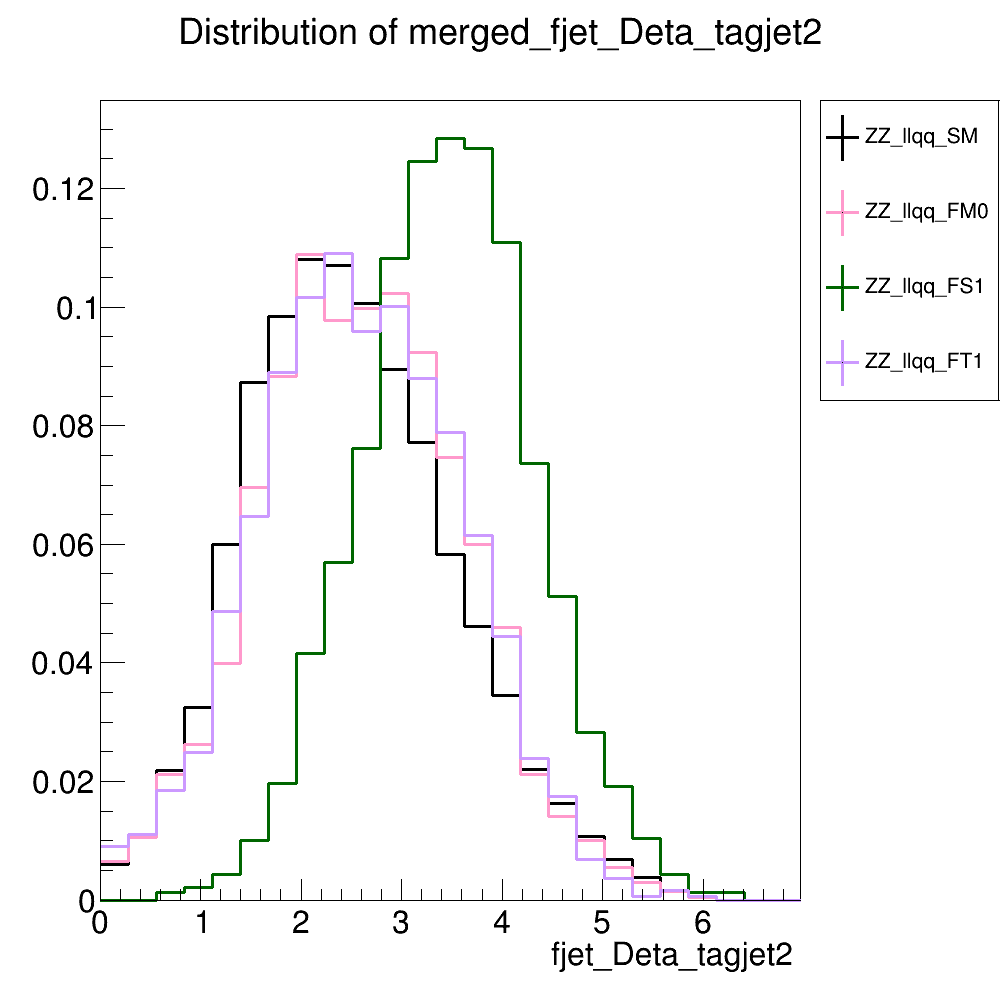 Distribution of merged_fjet_Deta_tagjet2
ZZ_llqq_SM
ZZ_llqq_FM0
ZZ_llqq_FS1
ZZ_llqq_FT1
0.12
0.1
0.08
0.06
0.04
0.02
0
0 1 2 3 4 5 6
fjet_Deta_tagjet2